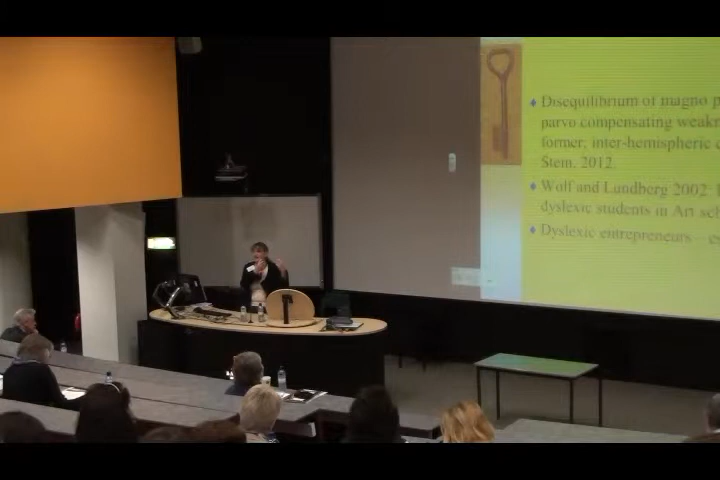 Disequilibrium of magno p
parvo compensating weakn
former, inter-hemispheric c
Stein, 2012.
Wolf and Lundberg 2002
dyslexic students in Art sch
Dyslexic entrepreneurs – c